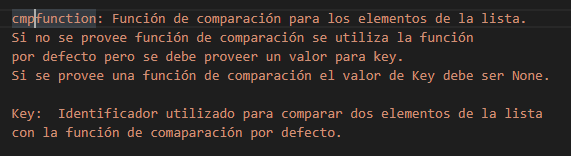 cmpfunction: Función de comparación para los elementos de la lista.
Si no se provee función de comparación se utiliza la función
por defecto pero se debe proveer un valor para key.
Si se provee una función de comparación el valor de Key debe ser None.
Key:  Identificador utilizado para comparar dos elementos de la lista
con la función de comaparación por defecto.